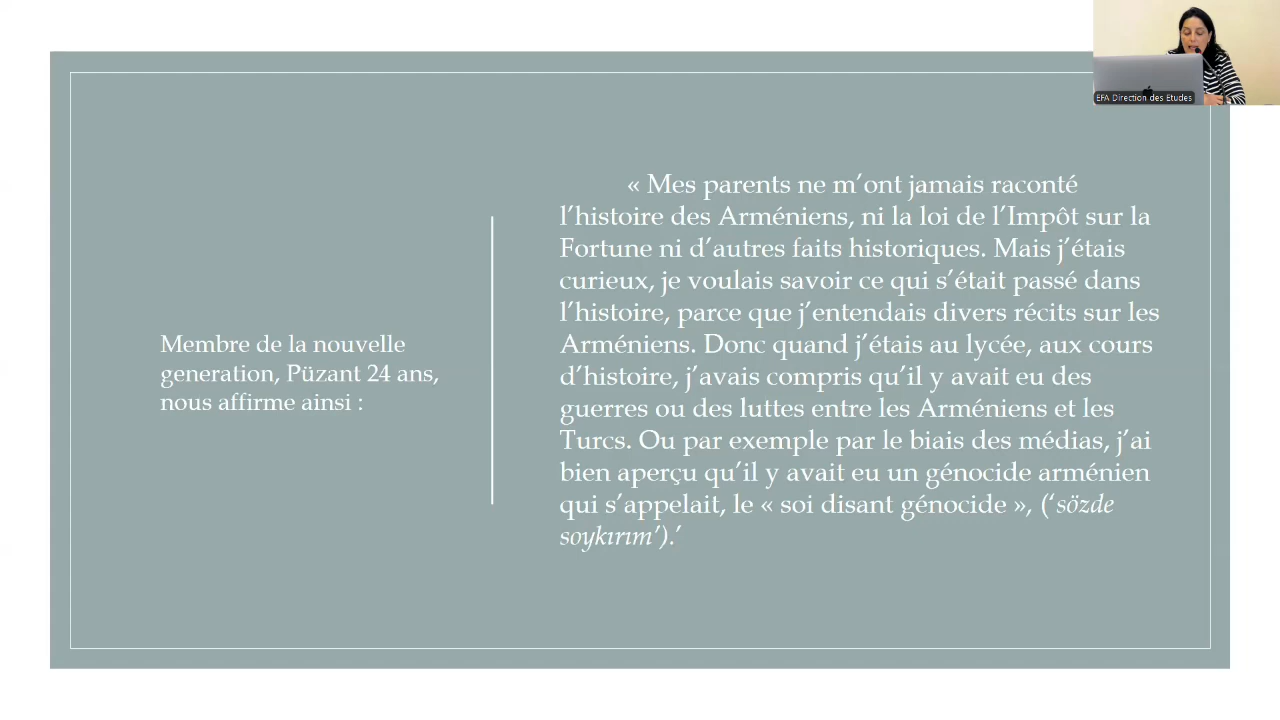 EFA Direction des Etudes
Membre de la nouvelle
generation, Püzant 24 ans,
nous affirme ainsi :
« Mes parents ne m’ont jamais raconté
l’histoire des Arméniens, ni la loi de l’Impôt sur la
Fortune ni d’autres faits historiques. Mais j’étais
curieux, je voulais savoir ce qui s’était passé dans
l’histoire, parce que j’entendais divers récits sur les
Arméniens. Donc quand j’étais au lycée, aux cours
d’histoire, j’avais compris qu’il y avait eu des
guerres ou des luttes entre les Arméniens et les
Turcs. Ou par exemple par le biais des médias, j’ai
bien aperçu qu’il y avait eu un génocide arménien
qui s’appelait, le « soi disant génocide », (‘sözde
soykırım’).’